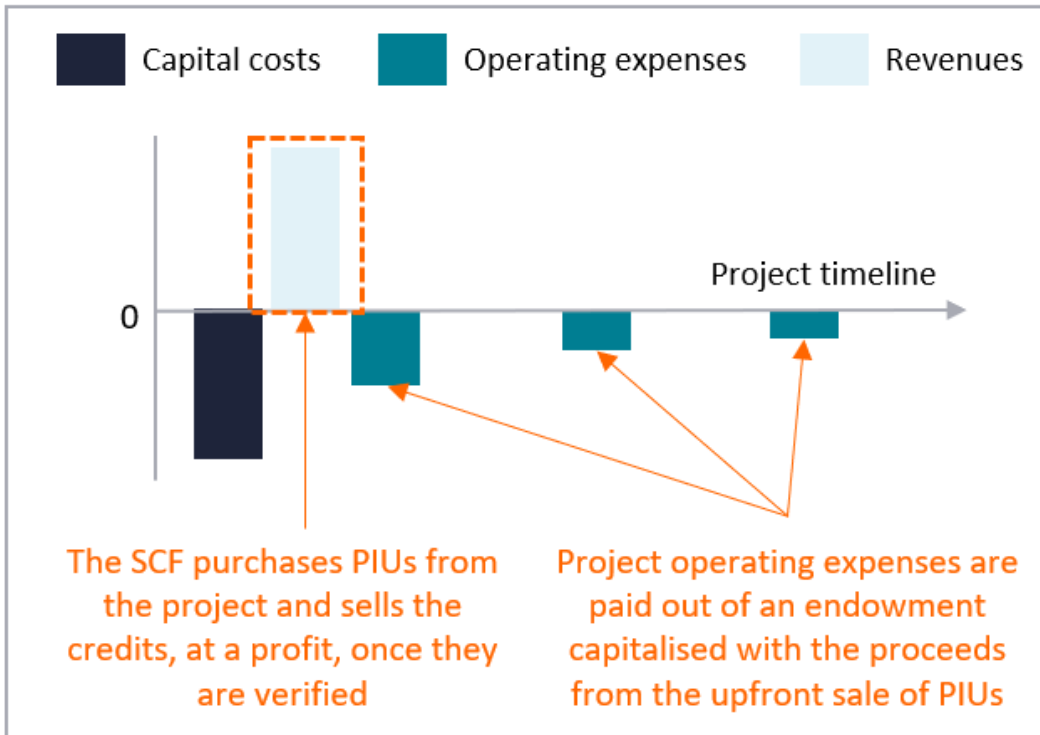 Capital costs
Operating expenses
Revenues
Project timeline
0
The SCF purchases PIUs from
the project and sells the
credits, at a profit, once they
are verified
Project operating expenses are
paid out of an endowment
capitalised with the proceeds
from the upfront sale of PIUs